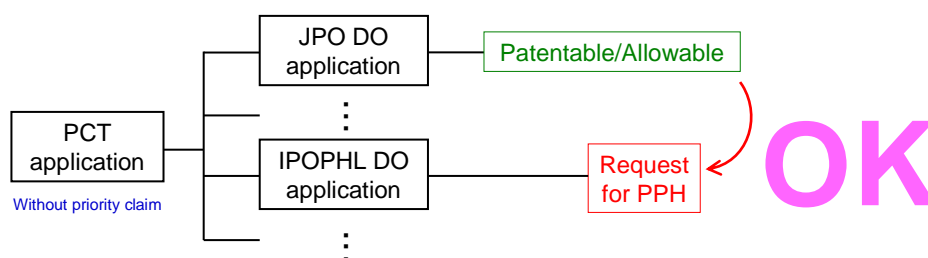 JPO DO
application
Patentable/Allowable
PCT
application
Without priority claim
IPOPHL DO
application
Request
for PPH
OK